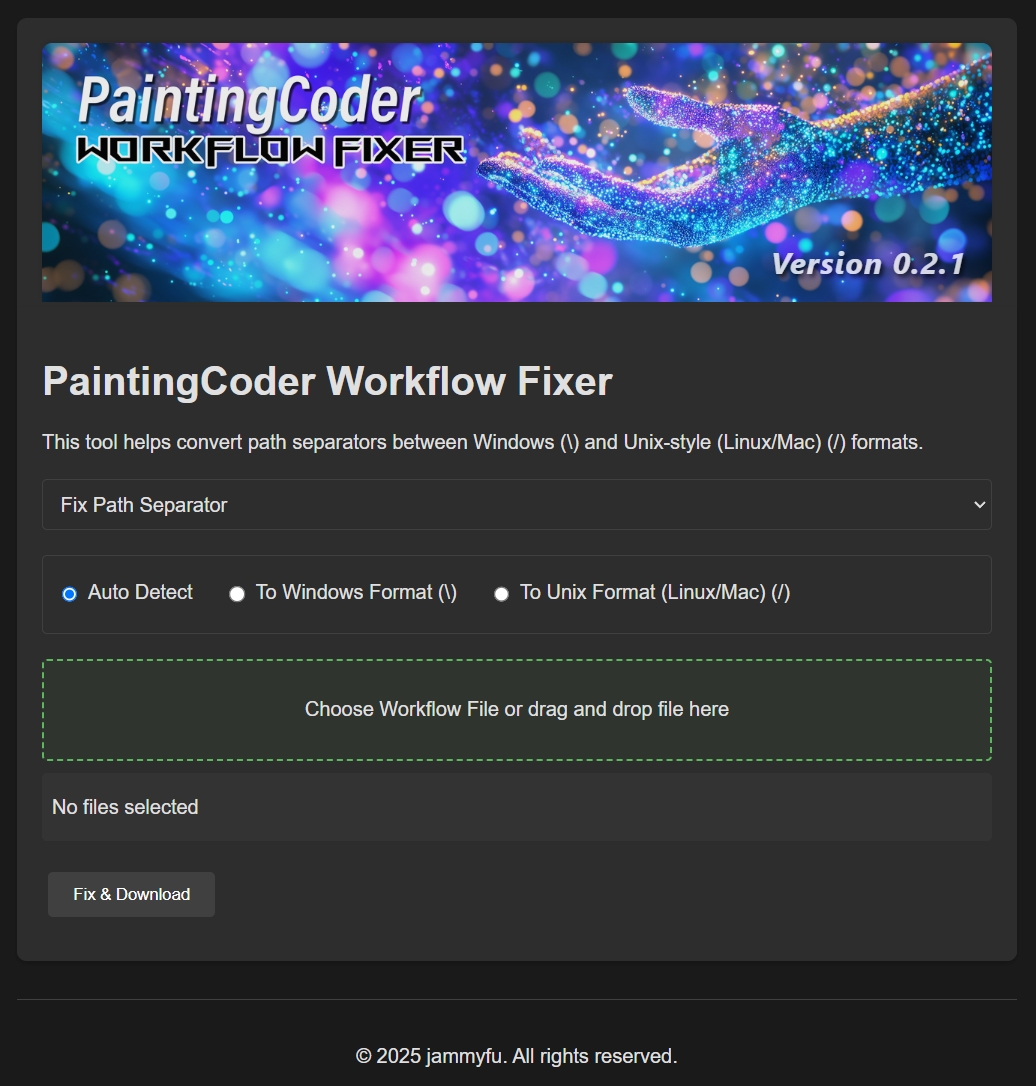 PaintingCoder
WORKFLOW FIXER
Version 0.2.1
PaintingCoder Workflow Fixer
This tool helps convert path separators between Windows (\) and Unix-style (Linux/Mac) (/) formats.
Fix Path Separator
Auto Detect To Windows Format (\) To Unix Format (Linux/Mac) (/)
Choose Workflow File or drag and drop file here
No files selected
Fix & Download
© 2025 jammyfu. All rights reserved.